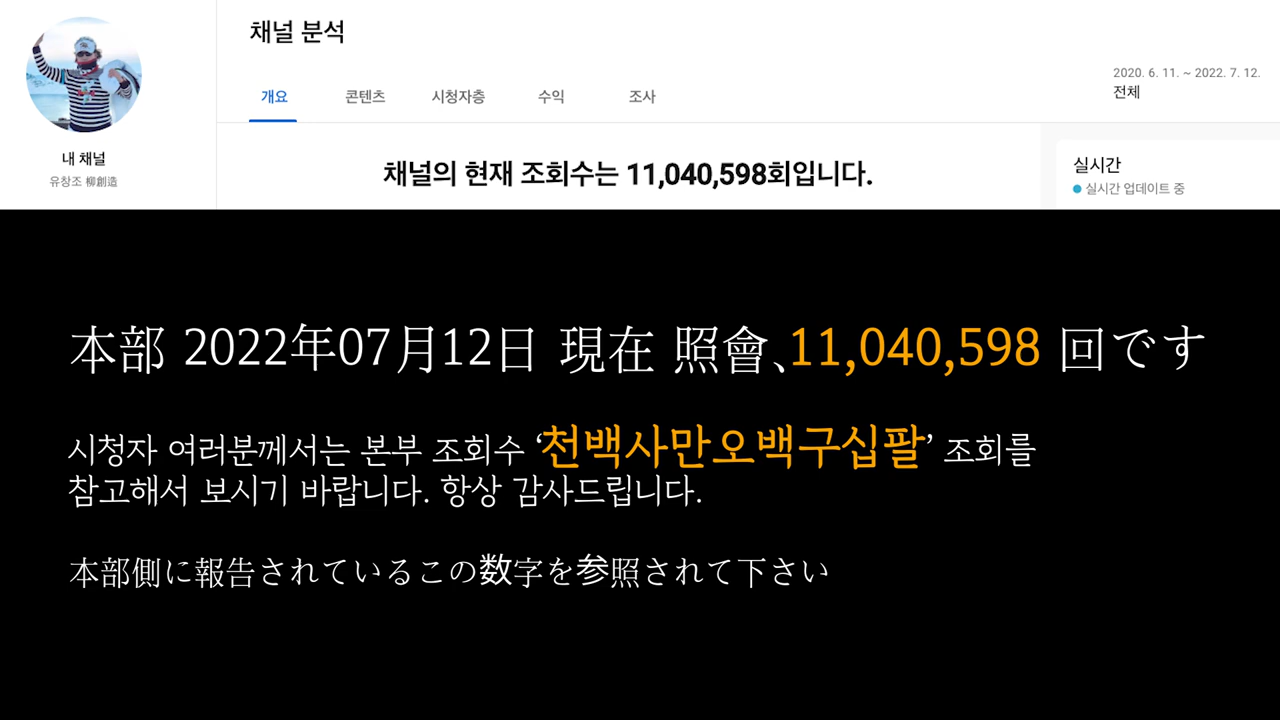 채널 분석
2020. 6. 11. ~ 2022. 7. 12.
전체
개요 콘텐츠 시청자층 수익 조사
내 채널
유창조 柳創造
채널의 현재 조회수는 11,040,598회입니다.
실시간
실시간 업데이트 중
本部 2022年07月12日 現在 照會、11,040,598 回です
시청자 여러분께서는 본부 조회수 ‘천백사만오백구십팔’ 조회를
참고해서 보시기 바랍니다. 항상 감사드립니다.
本部側に報告されているこの数字を参照されて下さい